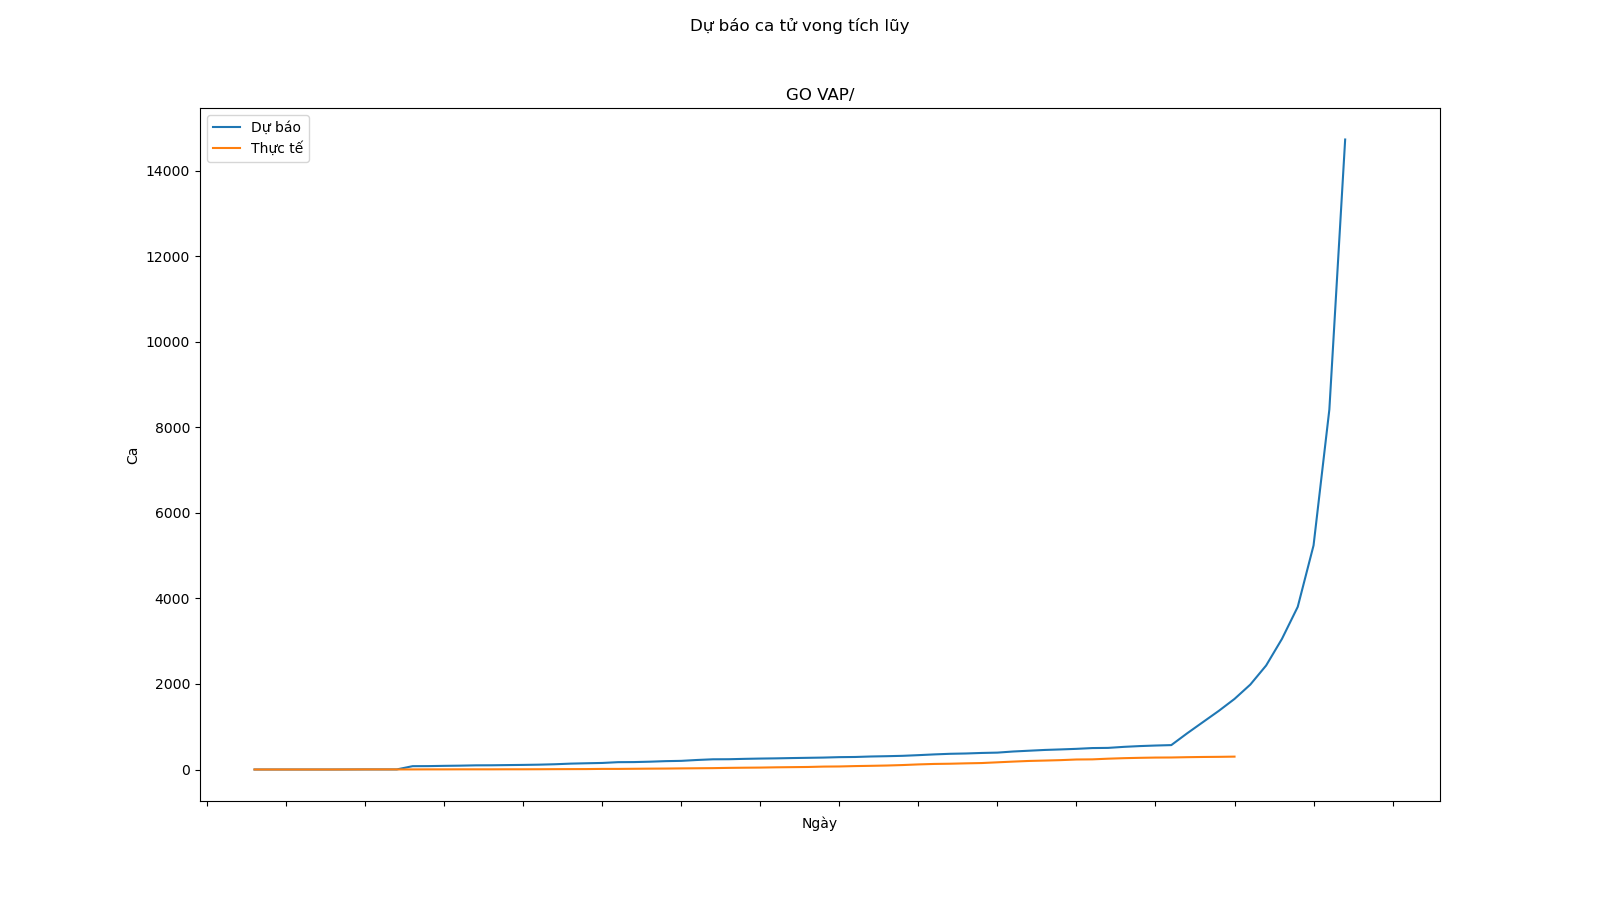 Dự báo ca tử vong tích lũy
GO VAP/
Dự báo
Thực tế
14000
12000
10000
8000
6000
4000
2000
0
Ca
Ngày